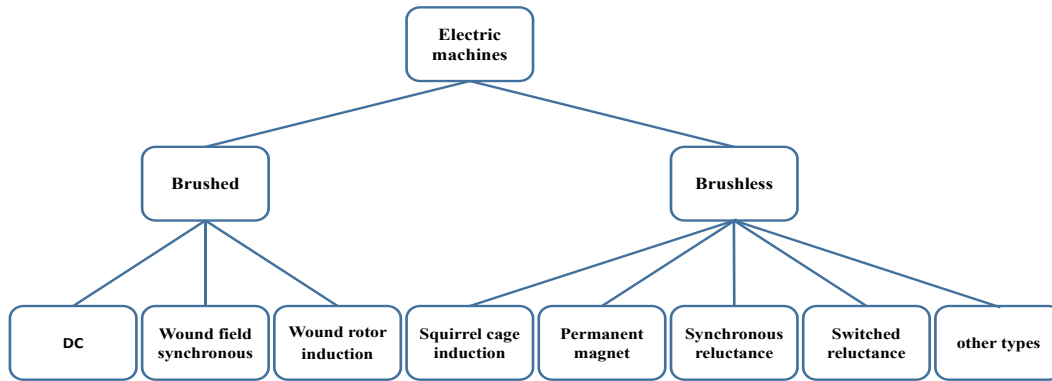 Electric
machines
Brushed
Brushless
DC
Wound field
synchronous
Wound rotor
induction
Squirrel cage
induction
Permanent
magnet
Synchronous
reluctance
Switched
reluctance
other types